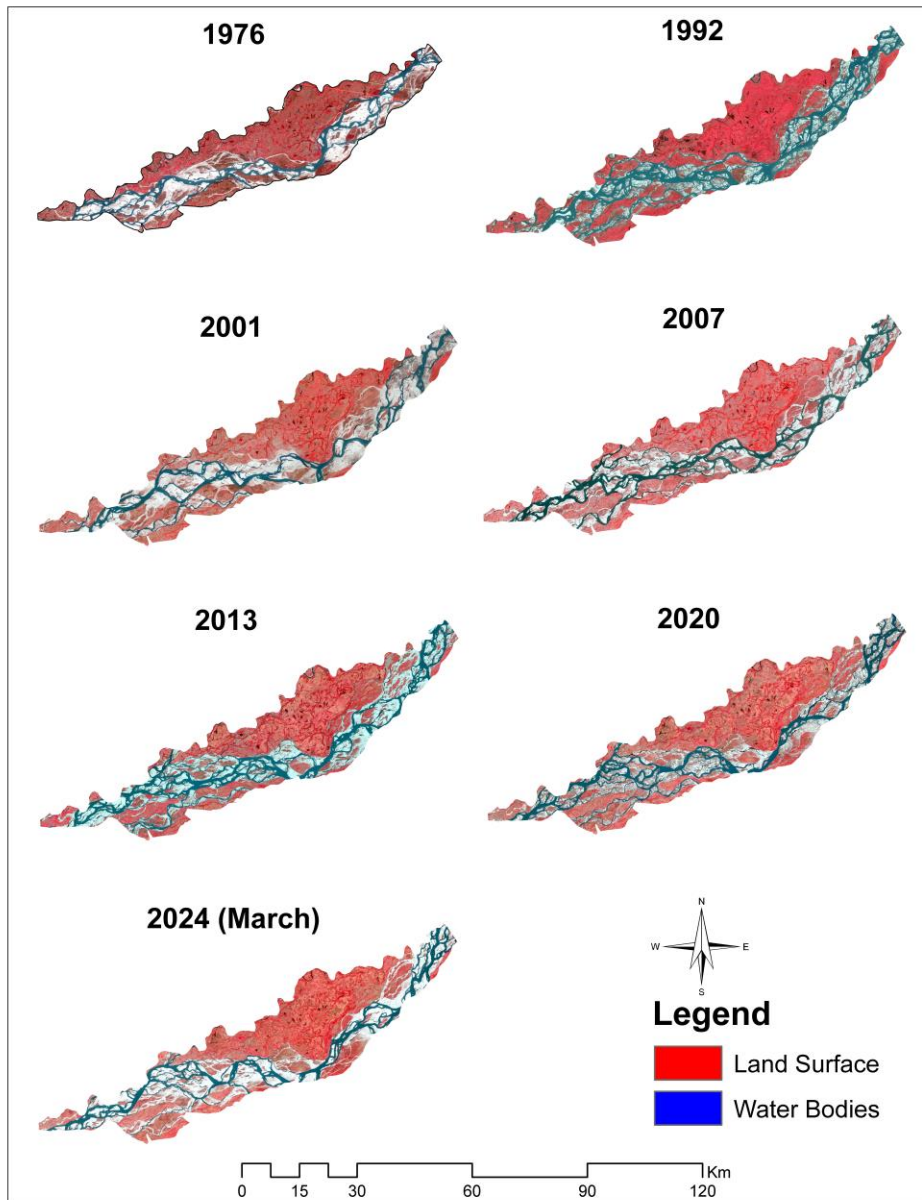 1976
1992
2001
2007
2013
2020
2024 (March)
N
W E
S
Legend
Land Surface
Water Bodies
Km
0 15 30 60 90 120